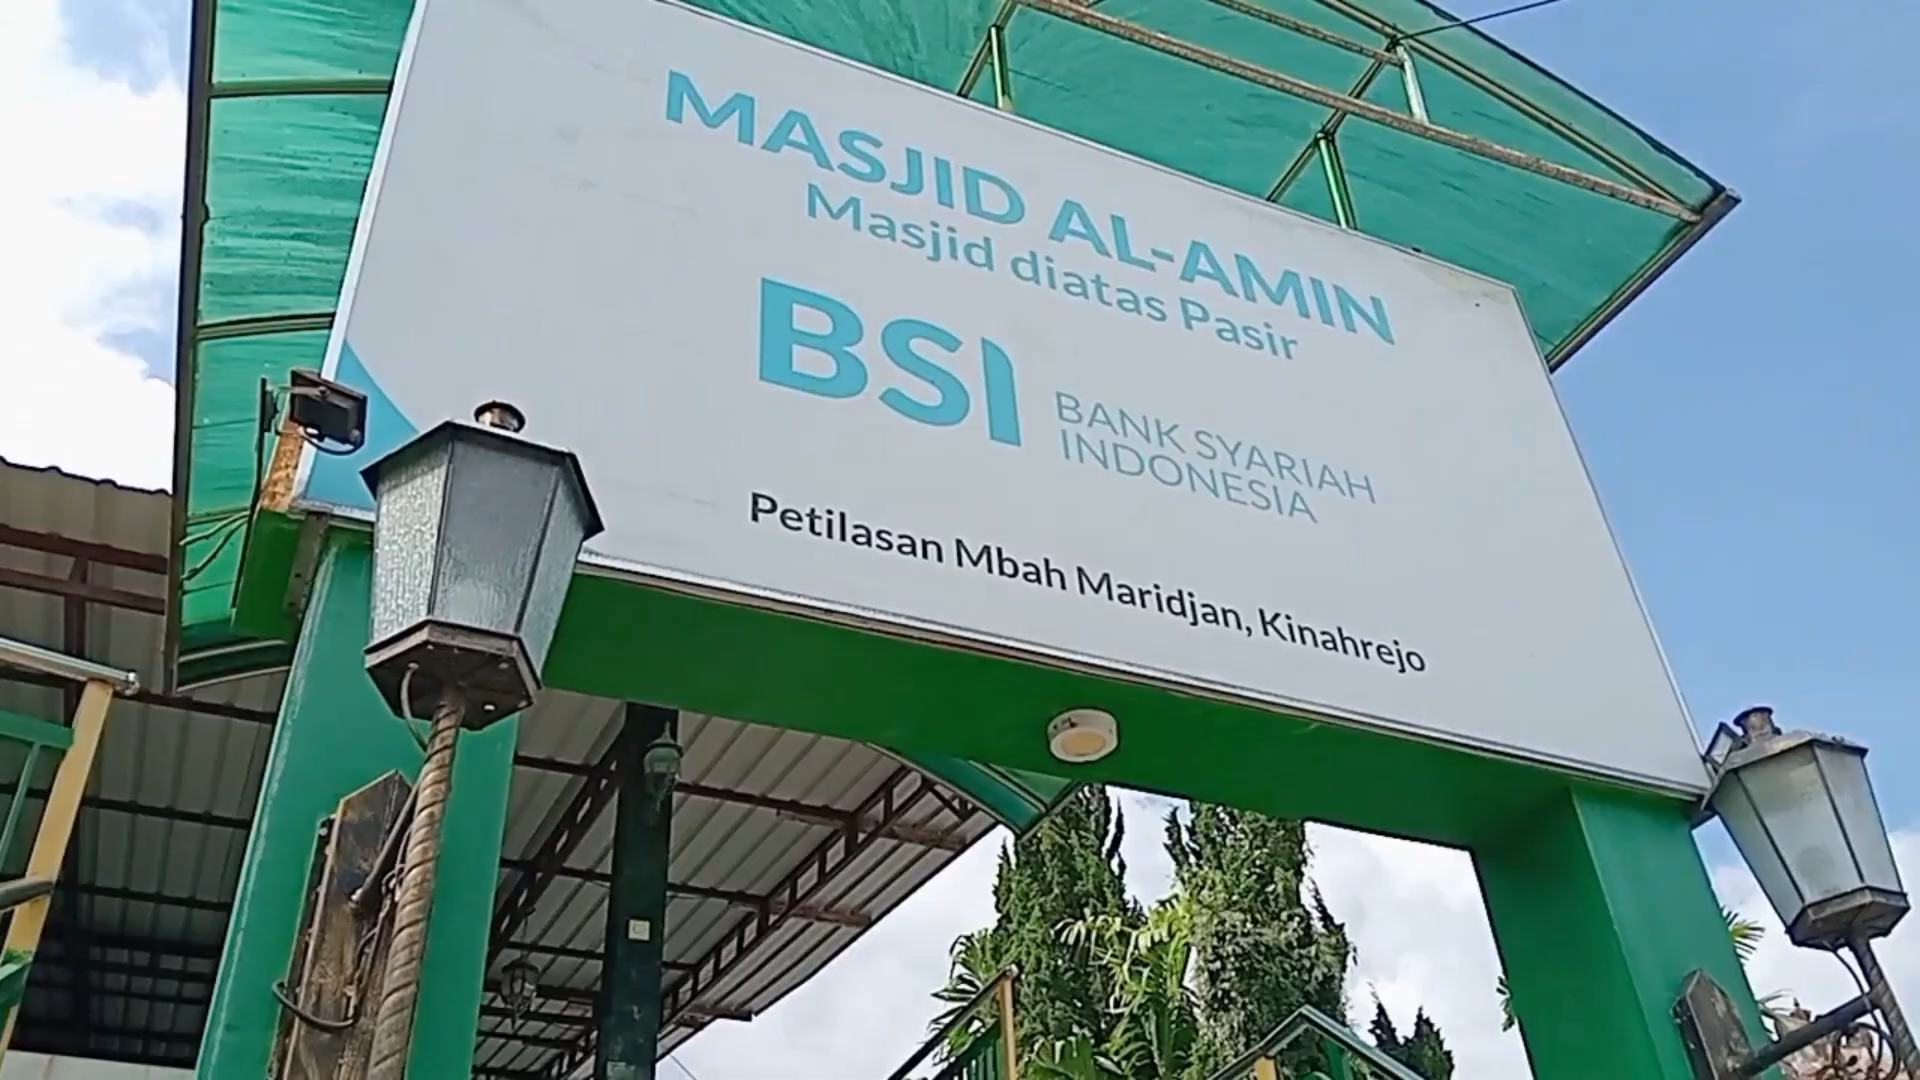 MASJID AL-AMIN
Masjid diatas Pasir
BSI BANK SYARIAH
INDONESIA
Petilasan Mbah Maridjan, Kinahrejo